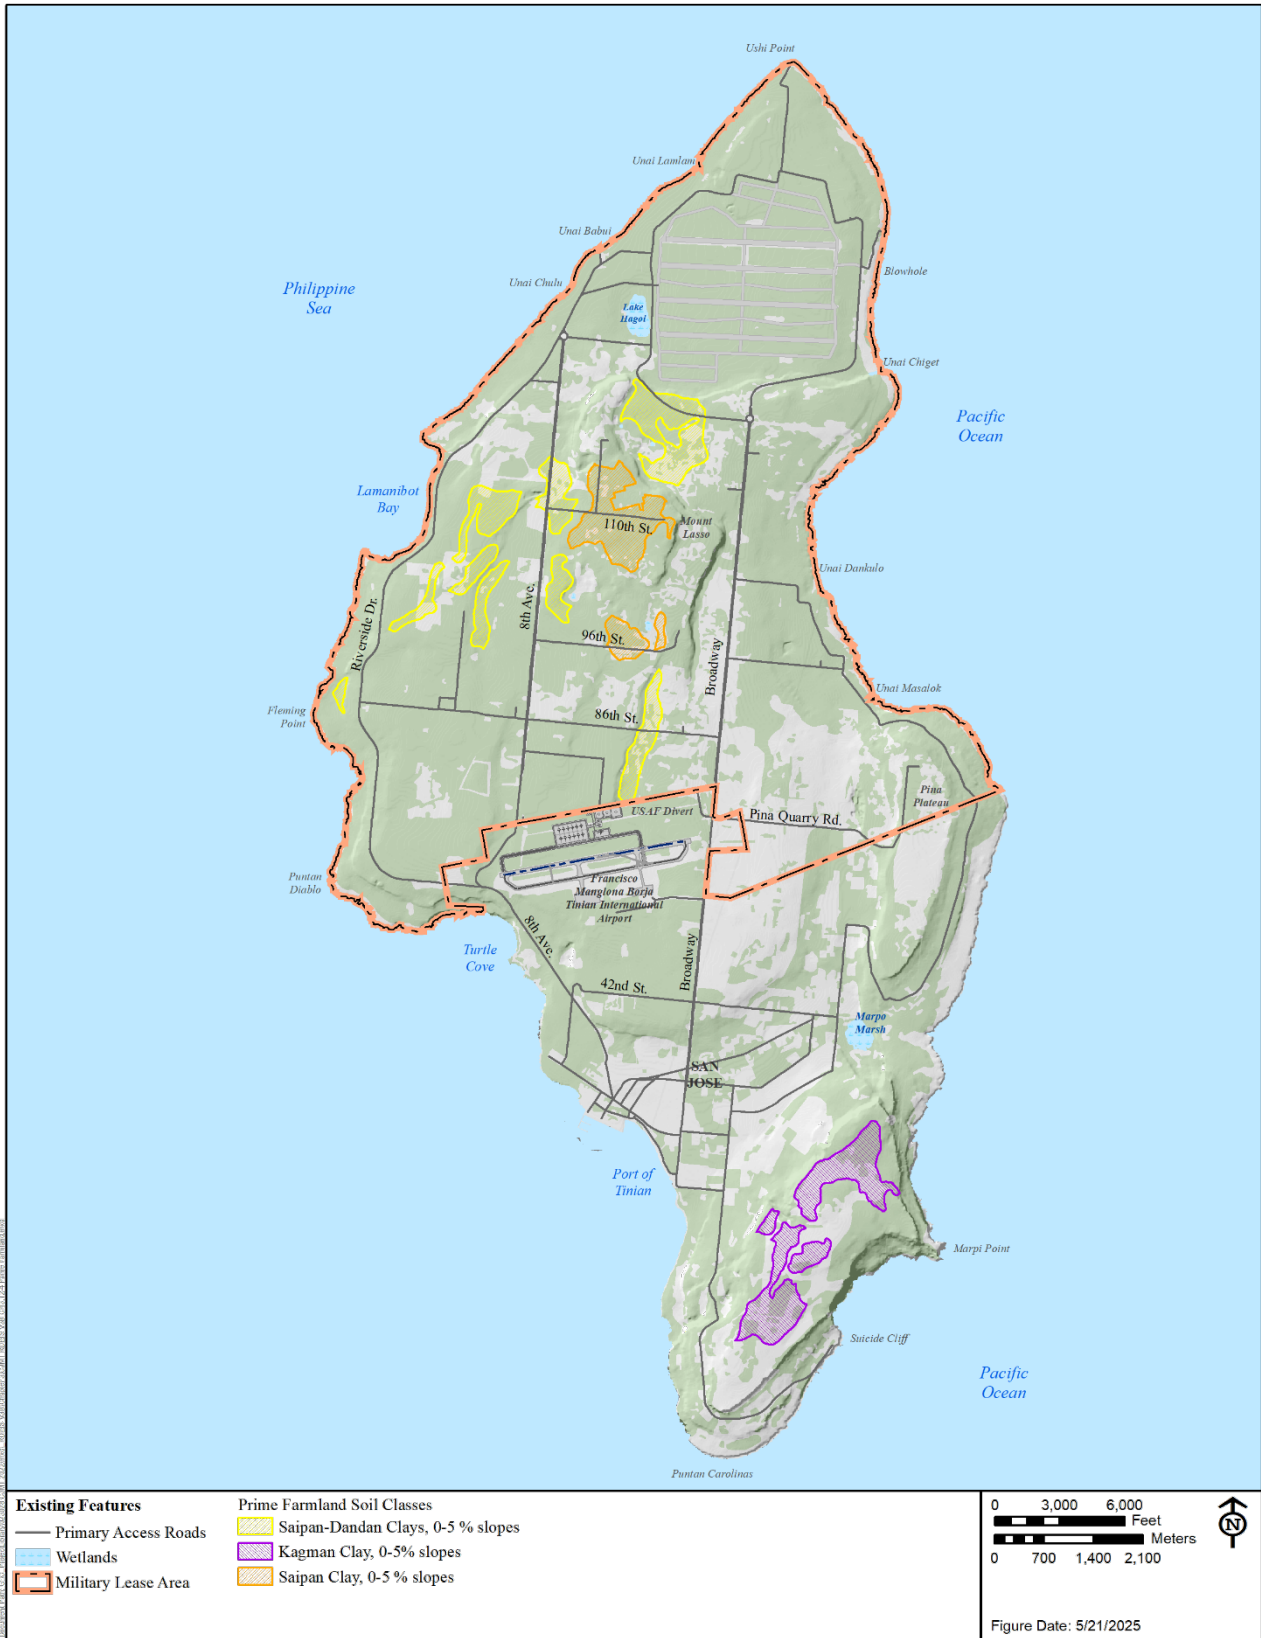 Ushi Point
Unai Lamlam
Unai Babui
Blowhole
Unai Chulu
Philippine
Sea
Lake
Hagoi
Unai Chiget
Pacific
Ocean
Lamanibot
Bay
110th St.
Mount
Lasso
Unai Dankulo
8th Ave.
Riverside Dr.
96th St.
Broadway
Unai Masalok
Fleming
Point
86th St.
Pina
Plateau
USAF Divert
Pina Quarry Rd.
Puntan
Diablo
Francisco
Manglona Borja
Tinian International
Airport
8th Ave.
Turtle
Cove
Broadway
42nd St.
Marpo
Marsh
SAN
JOSE
Port of
Tinian
Marpi Point
Suicide Cliff
Pacific
Ocean
Puntan Carolinas
Existing Features
Primary Access Roads
Wetlands
Military Lease Area
Prime Farmland Soil Classes
Saipan-Dandan Clays, 0-5 % slopes
Kagman Clay, 0-5% slopes
Saipan Clay, 0-5 % slopes
0 3,000 6,000
Feet
Meters
0 700 1,400 2,100
N
Figure Date: 5/21/2025